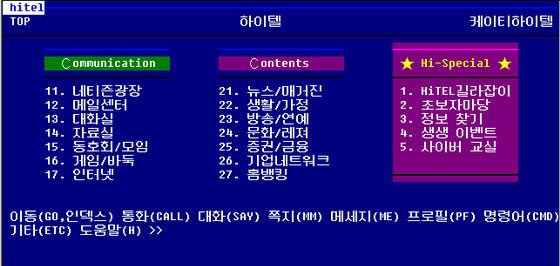 hitel
TOP 하이텔 케이티하이텔
Communication Contents ★ Hi-Special ★
11. 네티즌광장 21. 뉴스/매거진 1. HiTEL길라잡이
12. 메일센터 22. 생활/가정 2. 초보자마당
13. 대화실 23. 방송/연예 3. 정보 찾기
14. 자료실 24. 문화/레져 4. 생생 이벤트
15. 동호회/모임 25. 증권/금융 5. 사이버 교실
16. 게임/바둑 26. 기업네트워크
17. 인터넷 27. 홈뱅킹
이동(GO,인덱스) 통화(CALL) 대화(SAY) 쪽지(MM) 메세지(ME) 프로필(PF) 명령어(CMD)
기타(ETC) 도움말(H) >>